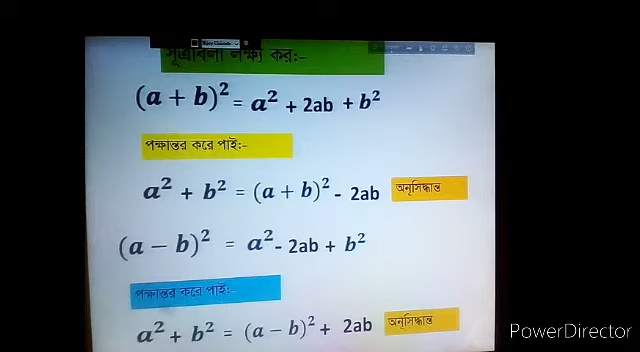 সূত্রাবলী লক্ষ্য কর:-
(a + b)² = a² + 2ab + b²
পক্ষান্তর করে পাই:-
a² + b² = (a + b)² - 2ab অনুসিদ্ধান্ত
(a − b)² = a² - 2ab + b²
পক্ষান্তর করে পাই:-
a² + b² = (a − b)² + 2ab অনুসিদ্ধান্ত
PowerDirector